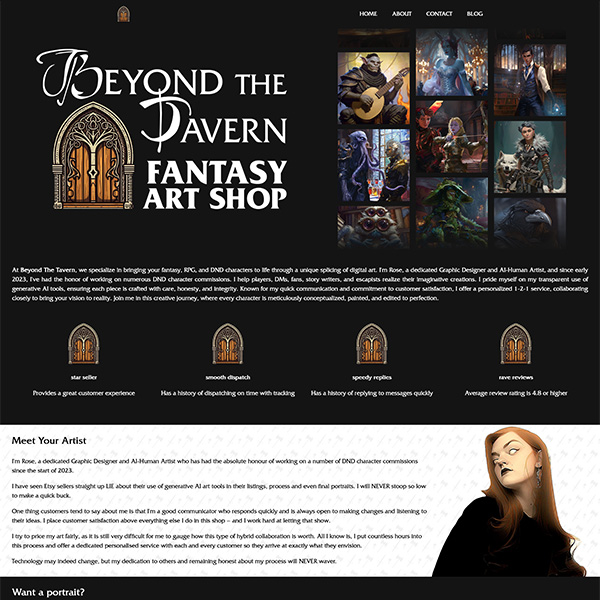 HOME ABOUT CONTACT BLOG
BEYOND THE
TAVERN
FANTASY
ART SHOP
At Beyond The Tavern, we specialize in bringing your fantasy, RPG, and DND characters to life through a unique splicing of digital art. I'm Rose, a dedicated Graphic Designer and AI-Human Artist, and since early
2023, I've had the honor of working on numerous DND character commissions. I help players, DMs, fans, story writers, and escapists realize their imaginative creations. I pride myself on my transparent use of
generative AI tools, ensuring each piece is crafted with care, honesty, and integrity. Known for my quick communication and commitment to customer satisfaction, I offer a personalized 1-2-1 service, collaborating
closely to bring your vision to reality. Join me in this creative journey, where every character is meticulously conceptualized, painted, and edited to perfection.
star seller
smooth dispatch
speedy replies
rave reviews
Provides a great customer experience
Has a history of dispatching on time with tracking
Has a history of replying to messages quickly
Average review rating is 4.8 or higher
Meet Your Artist
I'm Rose, a dedicated Graphic Designer and AI-Human Artist who has had the absolute honour of working on a number of DND character commissions
since the start of 2023.
I have seen Etsy sellers straight up LIE about their use of generative AI art tools in their listings, process and even final portraits. I will NEVER stoop so low
to make a quick buck.
One thing customers tend to say about me is that I'm a good communicator who responds quickly and is always open to making changes and listening to
their ideas. I place customer satisfaction above everything else I do in this shop – and I work hard at letting that show.
I try to price my art fairly, as it is still very difficult for me to gauge how this type of hybrid collaboration is worth. All I know is, I put countless hours into
this process and offer a dedicated personalised service with each and every customer so they arrive at exactly what they envision.
Technology may indeed change, but my dedication to others and remaining honest about my process will NEVER waver.
Want a portrait?